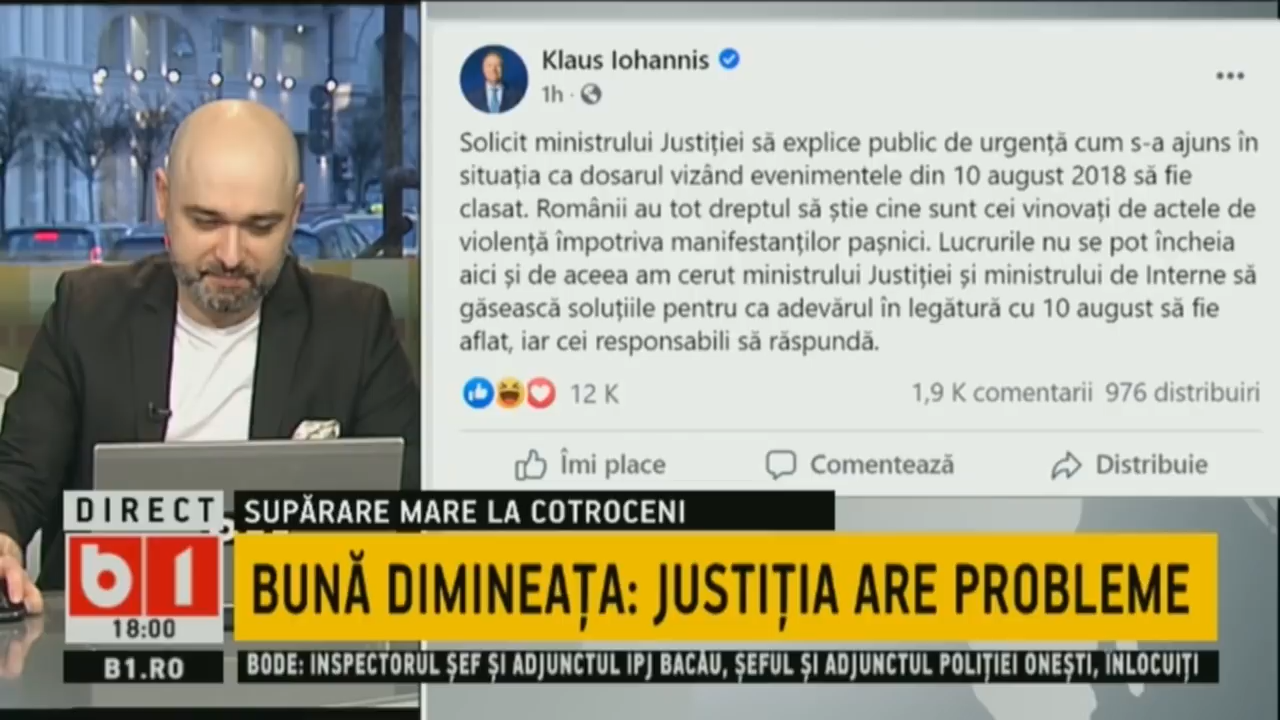 Klaus Iohannis
1h
Solicit ministrului Justiției să explice public de urgență cum s-a ajuns în
situația ca dosarul vizând evenimentele din 10 august 2018 să fie
clasat. Românii au tot dreptul să știe cine sunt cei vinovați de actele de
violență împotriva manifestanților pașnici. Lucrurile nu se pot încheia
aici și de aceea am cerut ministrului Justiției și ministrului de Interne să
găsească soluțiile pentru ca adevărul în legătură cu 10 august să fie
aflat, iar cei responsabili să răspundă.
12 K
1,9 K comentarii 976 distribuiri
Îmi place Comentează Distribuie
DIRECT
SUPĂRARE MARE LA COTROCENI
b1
BUNĂ DIMINEAȚA: JUSTIȚIA ARE PROBLEME
18:00
B1.RO
BODE: INSPECTORUL ȘEF ȘI ADJUNCTUL IPJ BACĂU, ȘEFUL ȘI ADJUNCTUL POLIȚIEI ONEȘTI, ÎNLOCUIȚI